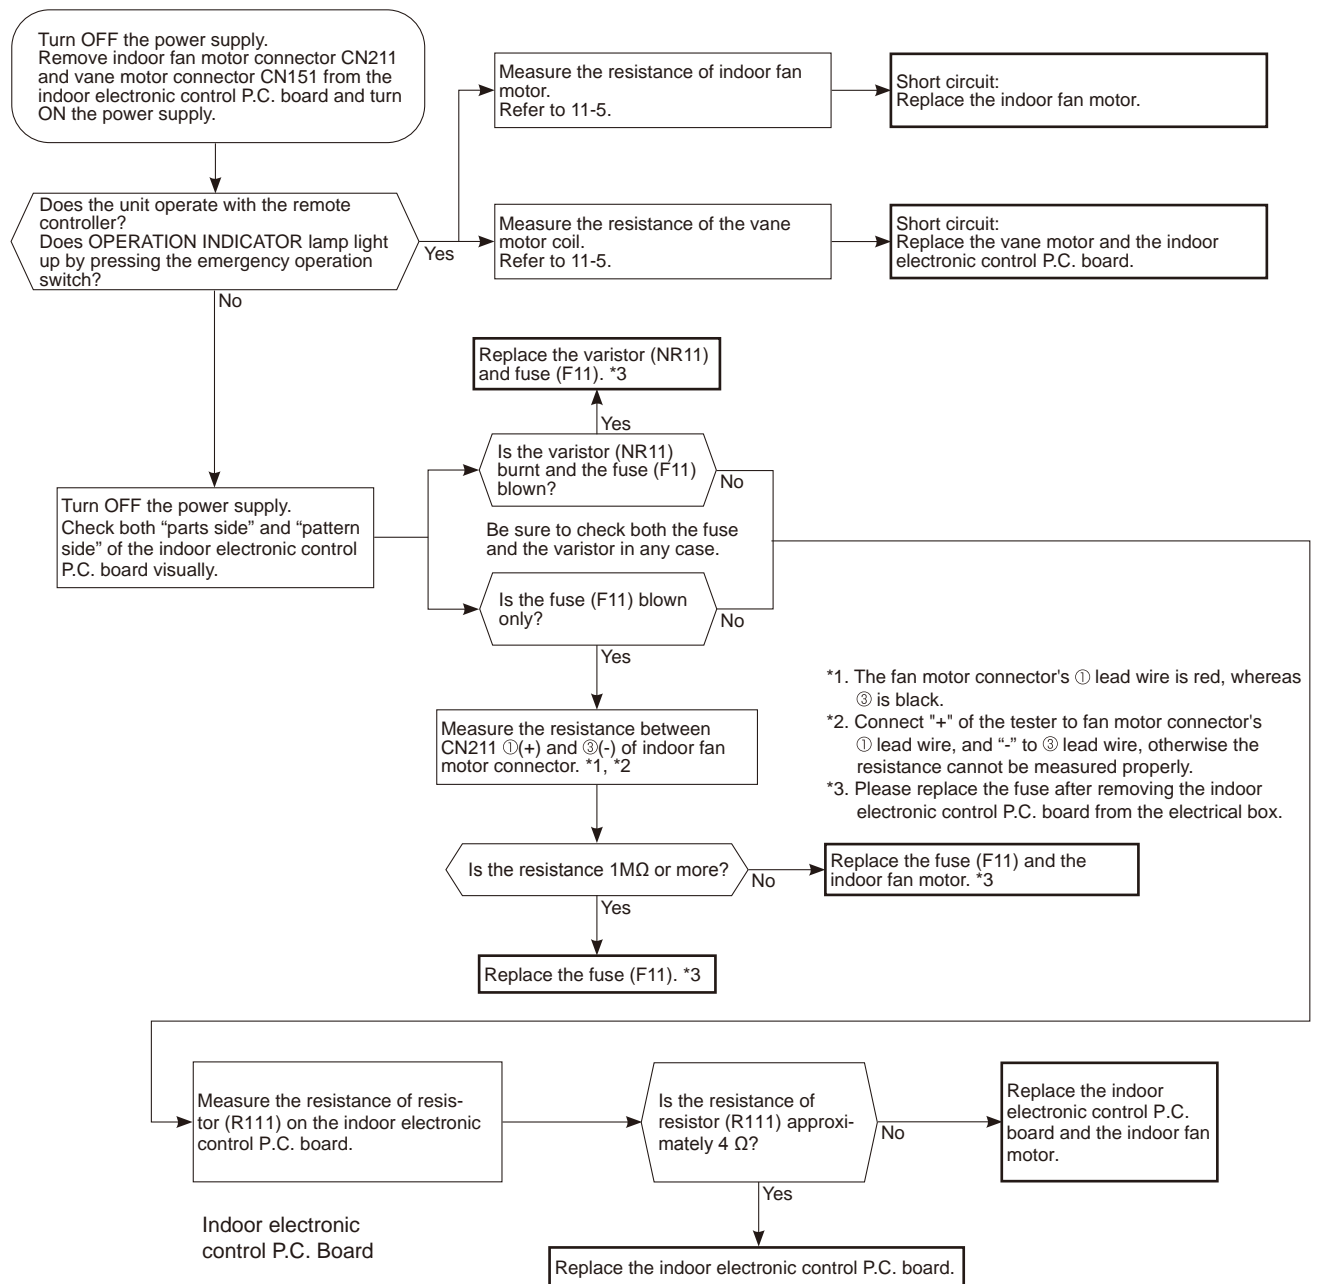 Turn OFF the power supply.
Remove indoor fan motor connector CN211
and vane motor connector CN151 from the
indoor electronic control P.C. board and turn
ON the power supply.
Measure the resistance of indoor fan
motor.
Refer to 11-5.
Short circuit:
Replace the indoor fan motor.
Does the unit operate with the remote
controller?
Does OPERATION INDICATOR lamp light
up by pressing the emergency operation
switch?
Yes
Measure the resistance of the vane
motor coil.
Refer to 11-5.
Short circuit:
Replace the vane motor and the indoor
electronic control P.C. board.
No
Replace the varistor (NR11)
and fuse (F11). *3
Yes
Is the varistor (NR11)
burnt and the fuse (F11)
blown?
No
Turn OFF the power supply.
Check both “parts side” and “pattern
side” of the indoor electronic control
P.C. board visually.
Be sure to check both the fuse
and the varistor in any case.
Is the fuse (F11) blown
only?
No
Yes
*1. The fan motor connector's ① lead wire is red, whereas
③ is black.
*2. Connect "+" of the tester to fan motor connector's
① lead wire, and “-” to ③ lead wire, otherwise the
resistance cannot be measured properly.
*3. Please replace the fuse after removing the indoor
electronic control P.C. board from the electrical box.
Measure the resistance between
CN211 ①(+) and ③(-) of indoor fan
motor connector. *1, *2
Is the resistance 1MΩ or more?
No
Replace the fuse (F11) and the
indoor fan motor. *3
Yes
Replace the fuse (F11). *3
Measure the resistance of resis-
tor (R111) on the indoor electronic
control P.C. board.
Is the resistance of
resistor (R111) approxi-
mately 4 Ω?
No
Replace the indoor
electronic control P.C.
board and the indoor fan
motor.
Yes
Indoor electronic
control P.C. Board
Replace the indoor electronic control P.C. board.